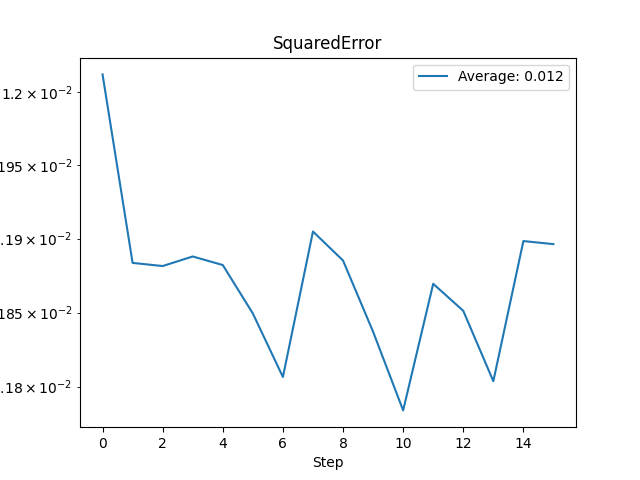 SquaredError
Average: 0.012
1.2 × 10⁻²
195 × 10⁻²
.19 × 10⁻²
185 × 10⁻²
.18 × 10⁻²
0 2 4 6 8 10 12 14
Step